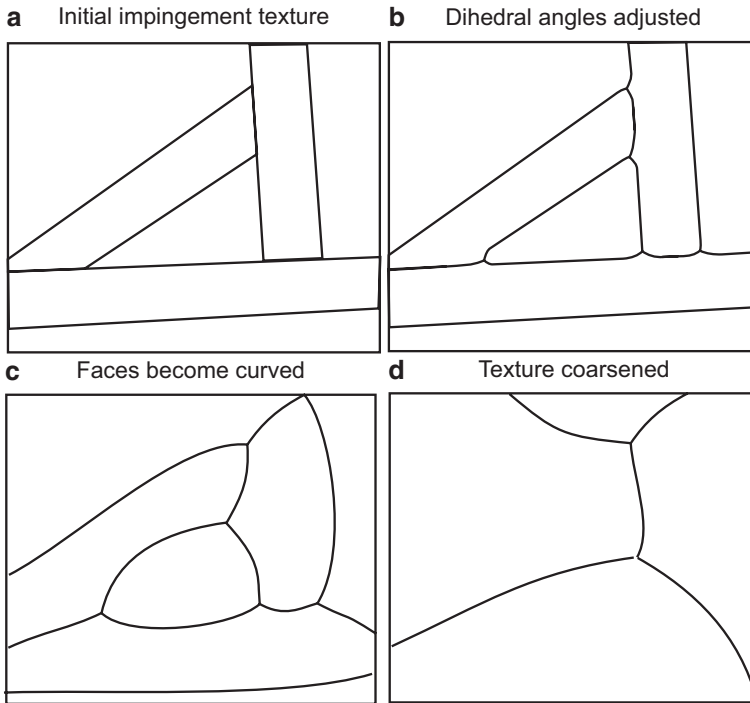 a Initial impingement texture
b Dihedral angles adjusted
c Faces become curved
d Texture coarsened